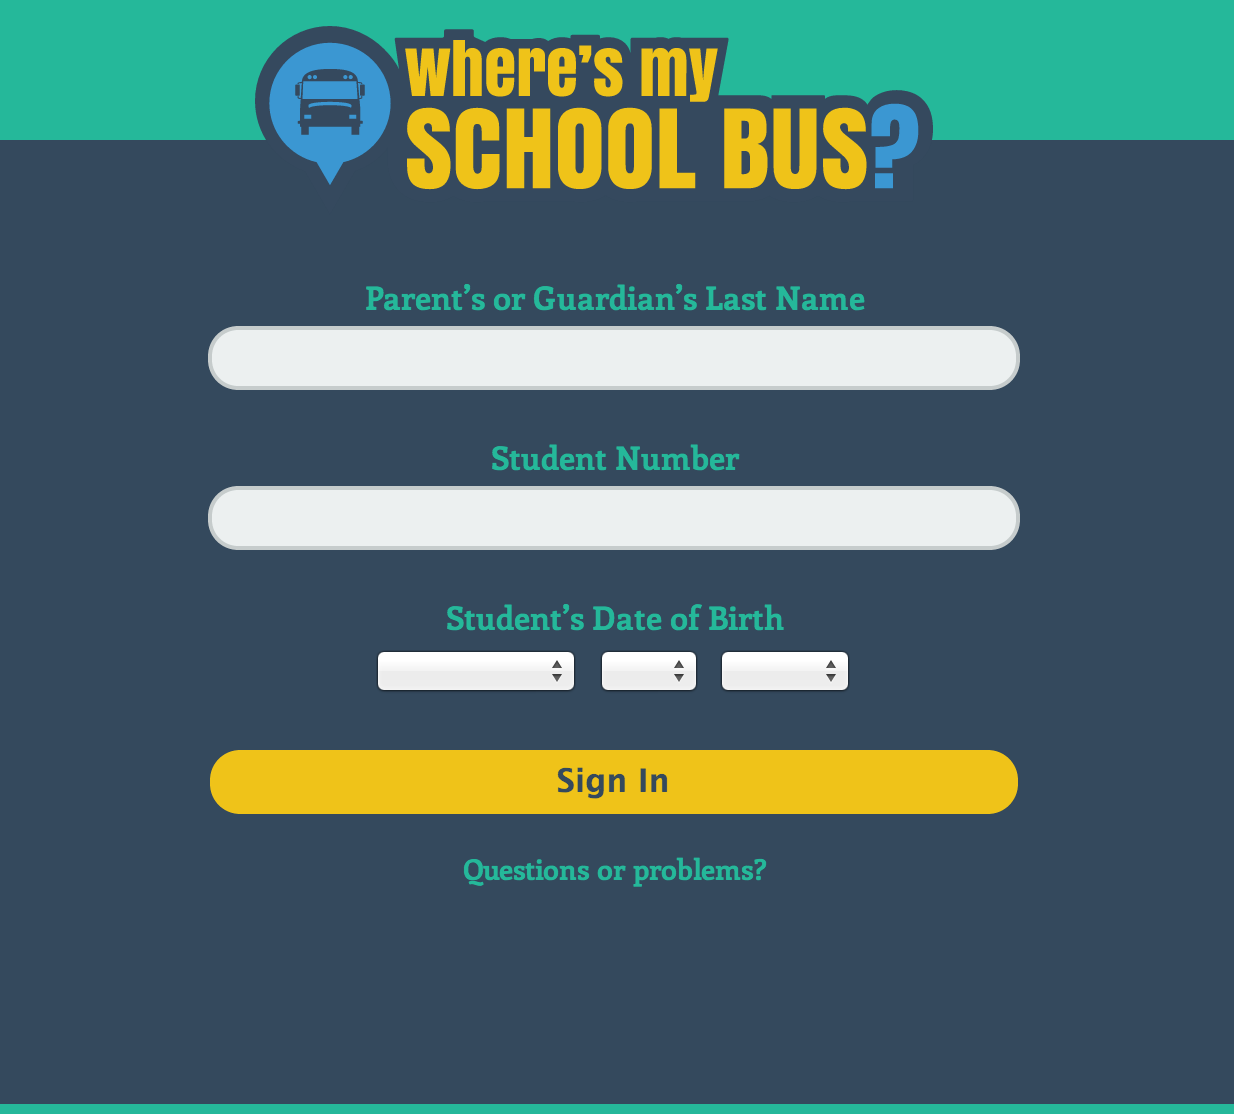 where’s my
SCHOOL BUS?
Parent’s or Guardian’s Last Name
Student Number
Student’s Date of Birth
Sign In
Questions or problems?